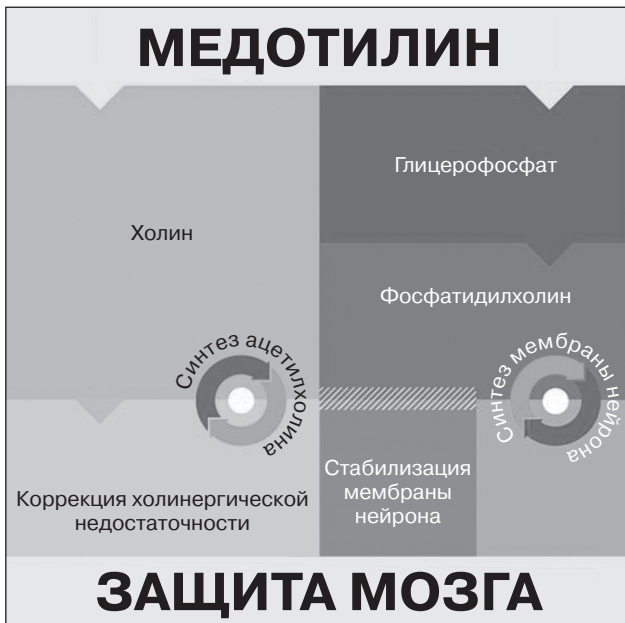 МЕДОТИЛИН
Глицерофосфат
Холин
Фосфатидилхолин
Синтез ацетилхолина
Синтез мембраны нейрона
Коррекция холинергической
недостаточности
Стабилизация
мембраны
нейрона
ЗАЩИТА МОЗГА